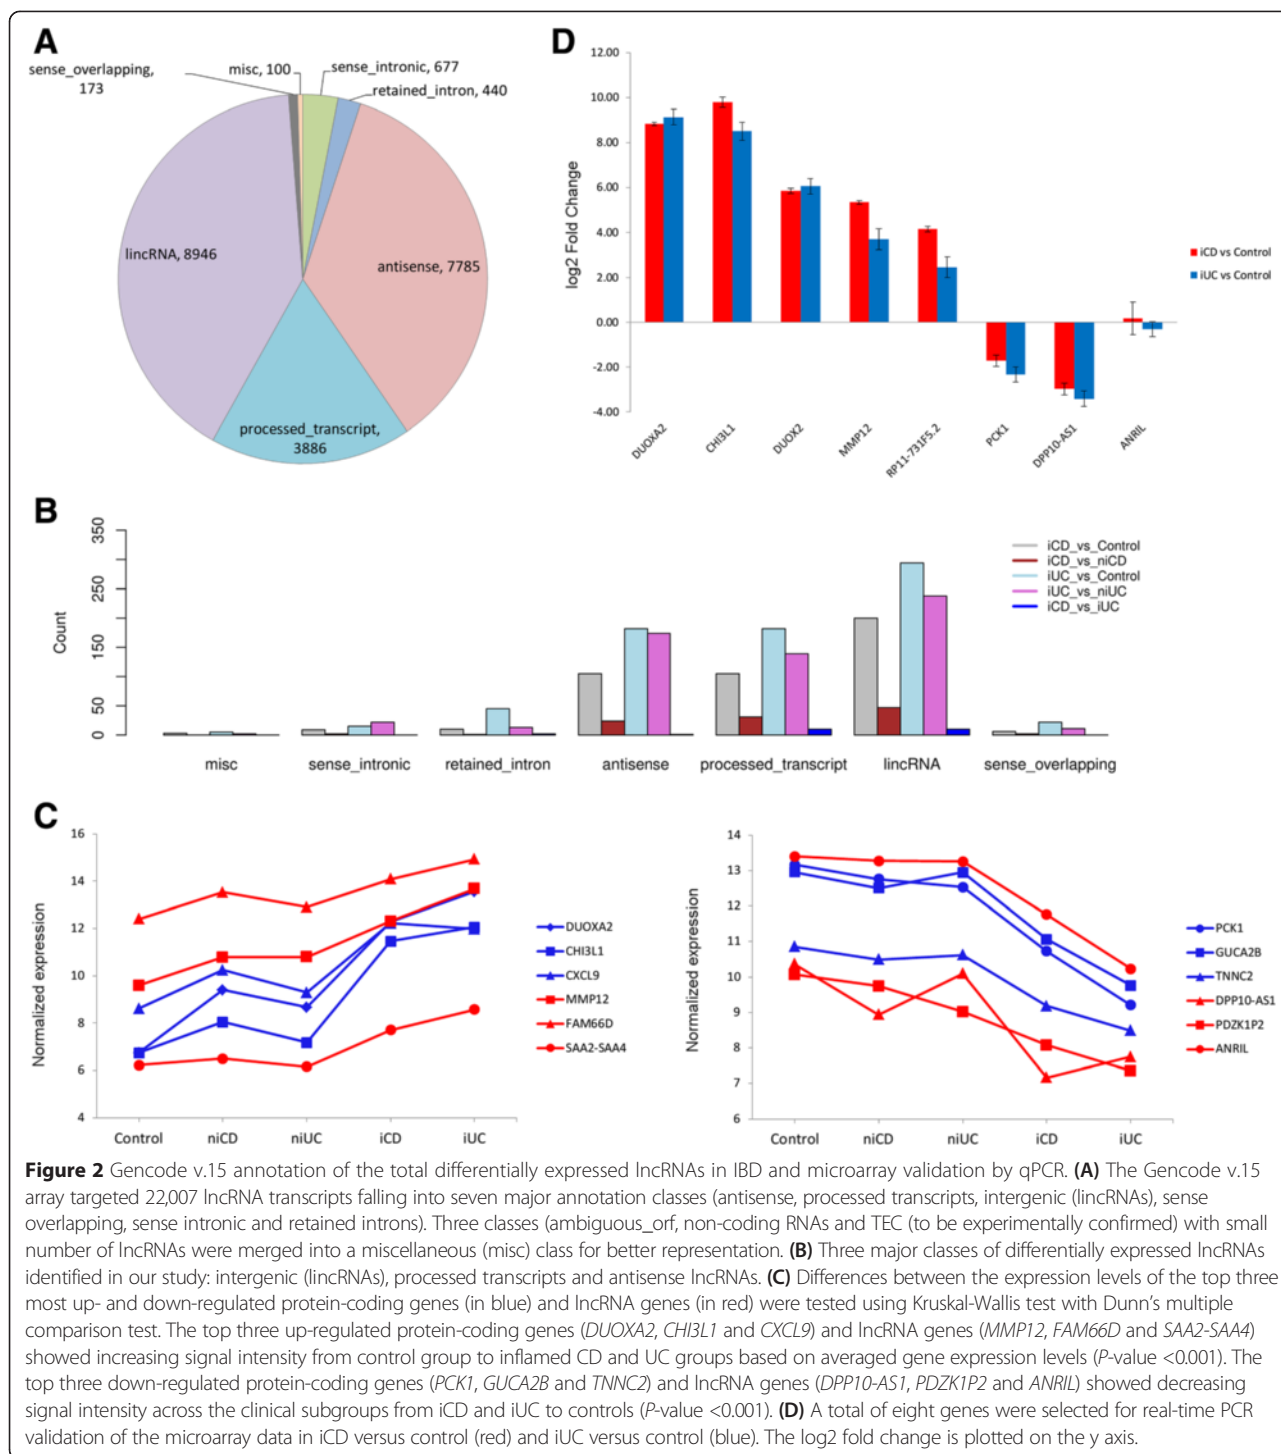 A
sense_overlapping,
173
misc, 100
sense_intronic, 677
retained_intron, 440
lincRNA, 8946
antisense, 7785
processed_transcript,
3886
D
12.00
10.00
8.00
6.00
4.00
2.00
0.00
-2.00
-4.00
log2 Fold Change
DUOXA2
CHI3L1
DUOX2
MMP12
RP11-731F5.2
PCK1
DPP10-AS1
ANRIL
iCD vs Control
iUC vs Control
B
350
250
150
50
0
Count
iCD_vs_Control
iCD_vs_niCD
iUC_vs_Control
iUC_vs_niUC
iCD_vs_iUC
misc
sense_intronic
retained_intron
antisense
processed_transcript
lincRNA
sense_overlapping
C
16
14
12
10
8
6
4
Normalized expression
Control
niCD
niUC
iCD
iUC
DUOXA2
CHI3L1
CXCL9
MMP12
FAM66D
SAA2-SAA4
14
13
12
11
10
9
8
7
6
Normalized expression
Control
niCD
niUC
iCD
iUC
PCK1
GUCA2B
TNNC2
DPP10-AS1
PDZK1P2
ANRIL
Figure 2 Gencode v.15 annotation of the total differentially expressed lncRNAs in IBD and microarray validation by qPCR. (A) The Gencode v.15
array targeted 22,007 lncRNA transcripts falling into seven major annotation classes (antisense, processed transcripts, intergenic (lincRNAs), sense
overlapping, sense intronic and retained introns). Three classes (ambiguous_orf, non-coding RNAs and TEC (to be experimentally confirmed) with small
number of lncRNAs were merged into a miscellaneous (misc) class for better representation. (B) Three major classes of differentially expressed lncRNAs
identified in our study: intergenic (lincRNAs), processed transcripts and antisense lncRNAs. (C) Differences between the expression levels of the top three
most up- and down-regulated protein-coding genes (in blue) and lncRNA genes (in red) were tested using Kruskal-Wallis test with Dunn's multiple
comparison test. The top three up-regulated protein-coding genes (DUOXA2, CHI3L1 and CXCL9) and lncRNA genes (MMP12, FAM66D and SAA2-SAA4)
showed increasing signal intensity from control group to inflamed CD and UC groups based on averaged gene expression levels (P-value <0.001). The
top three down-regulated protein-coding genes (PCK1, GUCA2B and TNNC2) and lncRNA genes (DPP10-AS1, PDZK1P2 and ANRIL) showed decreasing
signal intensity across the clinical subgroups from iCD and iUC to controls (P-value <0.001). (D) A total of eight genes were selected for real-time PCR
validation of the microarray data in iCD versus control (red) and iUC versus control (blue). The log2 fold change is plotted on the y axis.